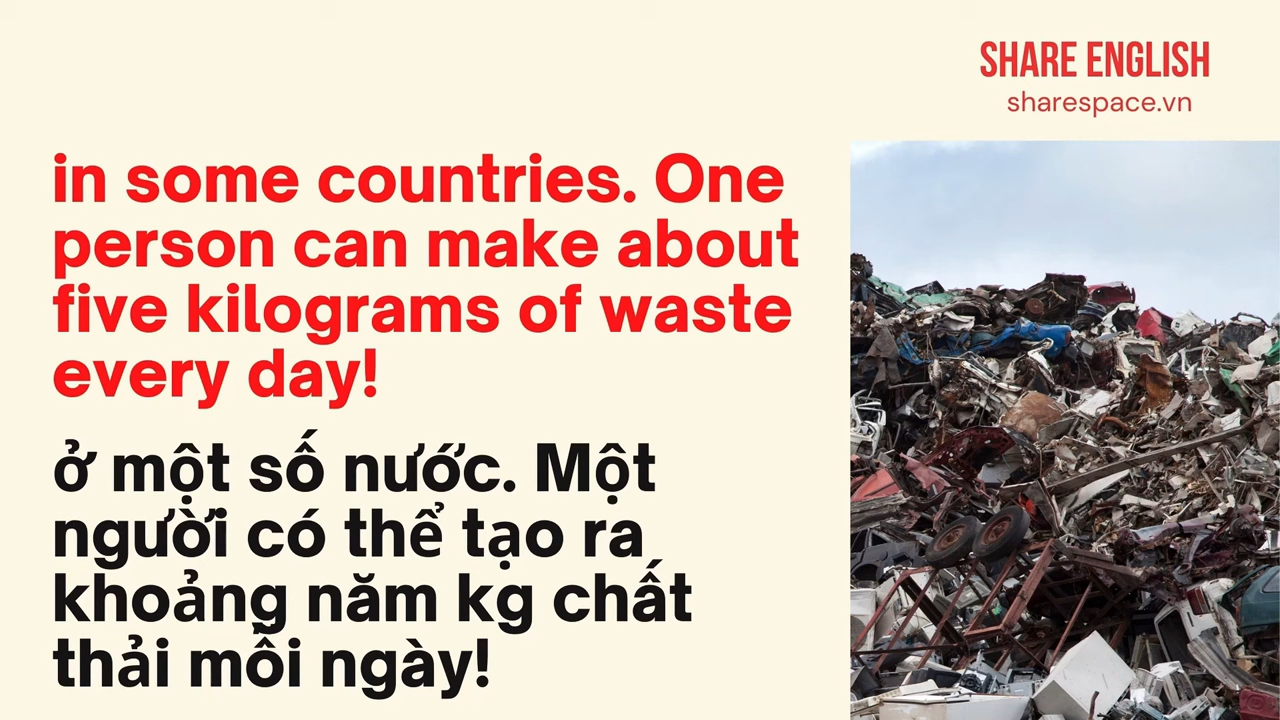 SHARE ENGLISH
sharespace.vn
in some countries. One
person can make about
five kilograms of waste
every day!
ở một số nước. Một
người có thể tạo ra
khoảng năm kg chất
thải mỗi ngày!